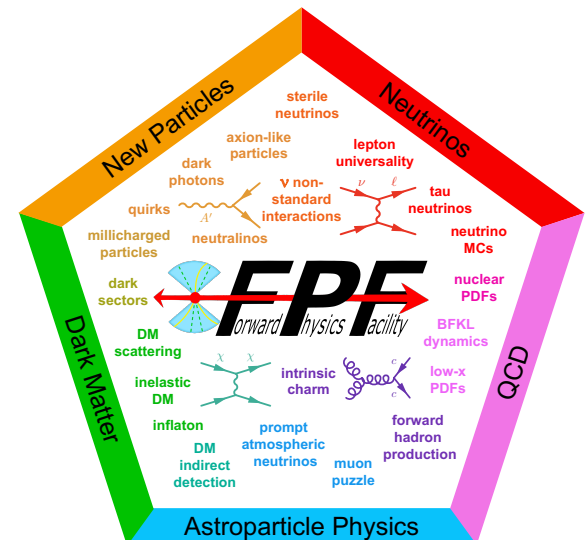 New Particles
Neutrinos
sterile
neutrinos
axion-like
particles
lepton
universality
dark
photons
ν non-
standard
interactions
ν
ℓ
tau
neutrinos
quirks
A′
neutralinos
millicharged
particles
neutrino
MCs
dark
sectors
Forward Physics Facility
nuclear
PDFs
BFKL
dynamics
DM
scattering
χ
χ
inelastic
DM
intrinsic
charm
c
c
low-x
PDFs
inflaton
DM
indirect
detection
prompt
atmospheric
neutrinos
muon
puzzle
forward
hadron
production
Dark Matter
QCD
Astroparticle Physics